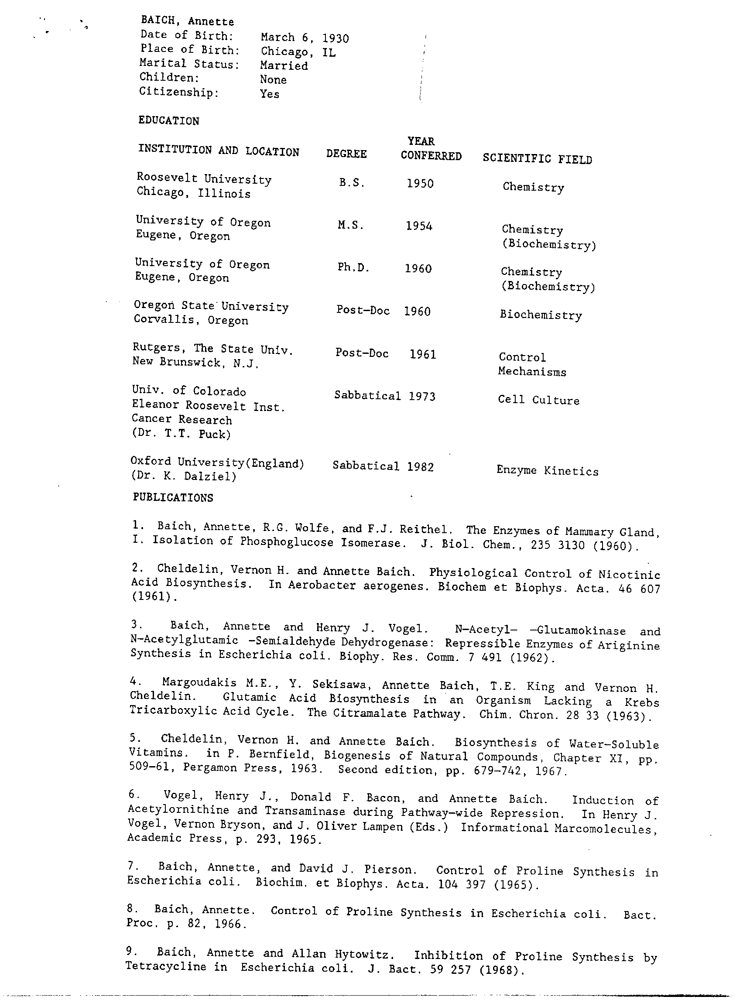 BAICH, Annette
Date of Birth: March 6, 1930
Place of Birth: Chicago, IL
Marital Status: Married
Children: None
Citizenship: Yes
EDUCATION
INSTITUTION AND LOCATION DEGREE YEAR CONFERRED SCIENTIFIC FIELD
Roosevelt University B.S. 1950 Chemistry
Chicago, Illinois
University of Oregon M.S. 1954 Chemistry
Eugene, Oregon (Biochemistry)
University of Oregon Ph.D. 1960 Chemistry
Eugene, Oregon (Biochemistry)
Oregon State University Post-Doc 1960 Biochemistry
Corvallis, Oregon
Rutgers, The State Univ. Post-Doc 1961 Control
New Brunswick, N.J. Mechanisms
Univ. of Colorado Sabbatical 1973 Cell Culture
Eleanor Roosevelt Inst.
Cancer Research
(Dr. T.T. Puck)
Oxford University(England) Sabbatical 1982 Enzyme Kinetics
(Dr. K. Dalziel)
PUBLICATIONS
1. Baich, Annette, R.G. Wolfe, and F.J. Reithel. The Enzymes of Mammary Gland,
I. Isolation of Phosphoglucose Isomerase. J. Biol. Chem., 235 3130 (1960).
2. Cheldelin, Vernon H. and Annette Baich. Physiological Control of Nicotinic
Acid Biosynthesis. In Aerobacter aerogenes. Biochem et Biophys. Acta. 46 607
(1961).
3. Baich, Annette and Henry J. Vogel. N-Acetyl- -Glutamokinase and
N-Acetylglutamic -Semialdehyde Dehydrogenase: Repressible Enzymes of Ariginine
Synthesis in Escherichia coli. Biophy. Res. Comm. 7 491 (1962).
4. Margoudakis M.E., Y. Sekisawa, Annette Baich, T.E. King and Vernon H.
Cheldelin. Glutamic Acid Biosynthesis in an Organism Lacking a Krebs
Tricarboxylic Acid Cycle. The Citramalate Pathway. Chim. Chron. 28 33 (1963).
5. Cheldelin, Vernon H. and Annette Baich. Biosynthesis of Water-Soluble
Vitamins. in P. Bernfield, Biogenesis of Natural Compounds, Chapter XI, pp.
509-61, Pergamon Press, 1963. Second edition, pp. 679-742, 1967.
6. Vogel, Henry J., Donald F. Bacon, and Annette Baich. Induction of
Acetylornithine and Transaminase during Pathway-wide Repression. In Henry J.
Vogel, Vernon Bryson, and J. Oliver Lampen (Eds.) Informational Marcomolecules,
Academic Press, p. 293, 1965.
7. Baich, Annette, and David J. Pierson. Control of Proline Synthesis in
Escherichia coli. Biochim. et Biophys. Acta. 104 397 (1965).
8. Baich, Annette. Control of Proline Synthesis in Escherichia coli. Bact.
Proc. p. 82, 1966.
9. Baich, Annette and Allan Hytowitz. Inhibition of Proline Synthesis by
Tetracycline in Escherichia coli. J. Bact. 59 257 (1968).